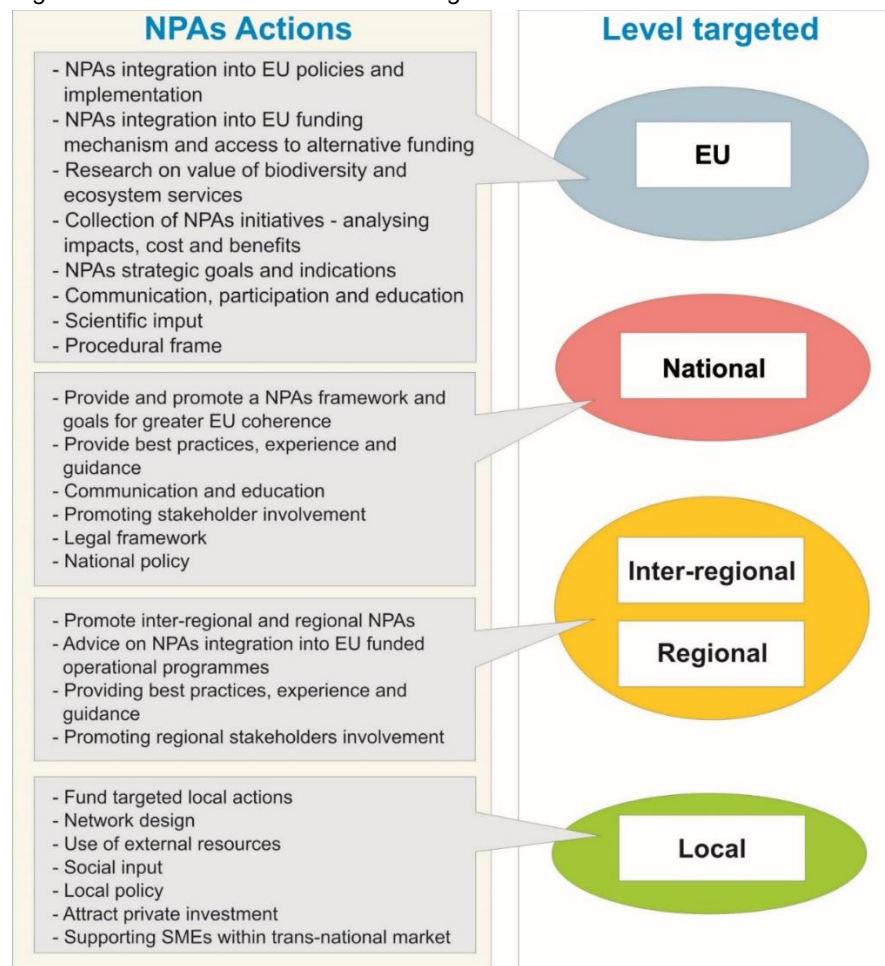 NPAs Actions
- NPAs integration into EU policies and
implementation
- NPAs integration into EU funding
mechanism and access to alternative funding
- Research on value of biodiversity and
ecosystem services
- Collection of NPAs initiatives - analysing
impacts, cost and benefits
- NPAs strategic goals and indications
- Communication, participation and education
- Scientific imput
- Procedural frame
- Provide and promote a NPAs framework and
goals for greater EU coherence
- Provide best practices, experience and
guidance
- Communication and education
- Promoting stakeholder involvement
- Legal framework
- National policy
- Promote inter-regional and regional NPAs
- Advice on NPAs integration into EU funded
operational programmes
- Providing best practices, experience and
guidance
- Promoting regional stakeholders involvement
- Fund targeted local actions
- Network design
- Use of external resources
- Social input
- Local policy
- Attract private investment
- Supporting SMEs within trans-national market
Level targeted
EU
National
Inter-regional
Regional
Local